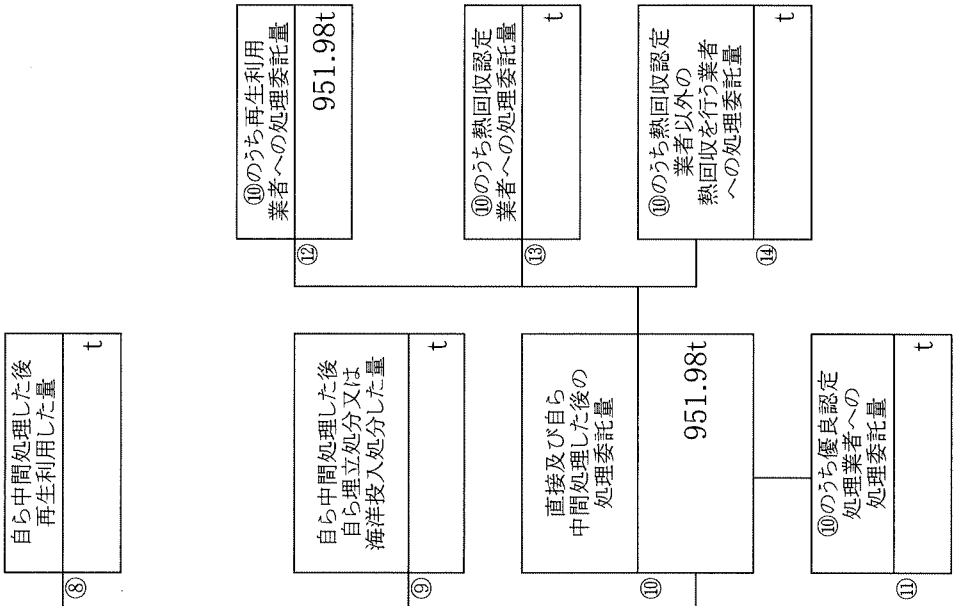 ⑧
自ら中間処理した後
再生利用した量
t
⑨
自ら中間処理した後
自ら埋立処分又は
海洋投入処分した量
t
⑩
直接及び自ら
中間処理した後の
処理委託量
951.98t
⑪
⑩のうち優良認定
処理業者への
処理委託量
t
⑫
⑩のうち再生利用
業者への処理委託量
951.98t
⑬
⑩のうち熱回収認定
業者への処理委託量
t
⑭
⑩のうち熱回収認定
業者以外の
熱回収を行う業者
への処理委託量
t